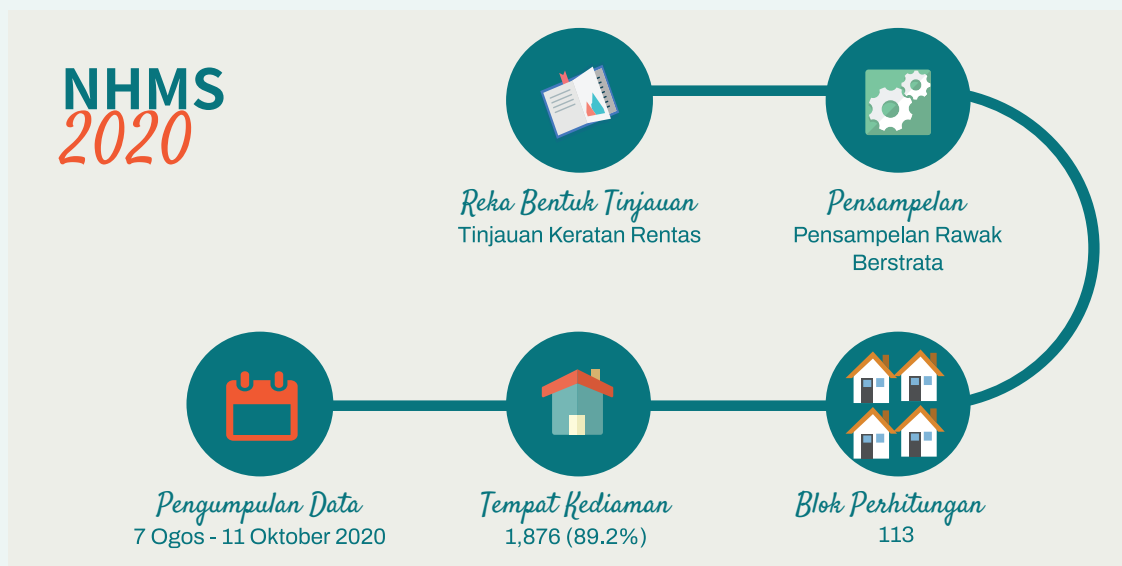 NHMS
2020
Reka Bentuk Tinjauan
Tinjauan Keratan Rentas
Pensampelan
Pensampelan Rawak
Berstrata
Blok Perhitungan
113
Tempat Kediaman
1,876 (89.2%)
Pengumpulan Data
7 Ogos - 11 Oktober 2020